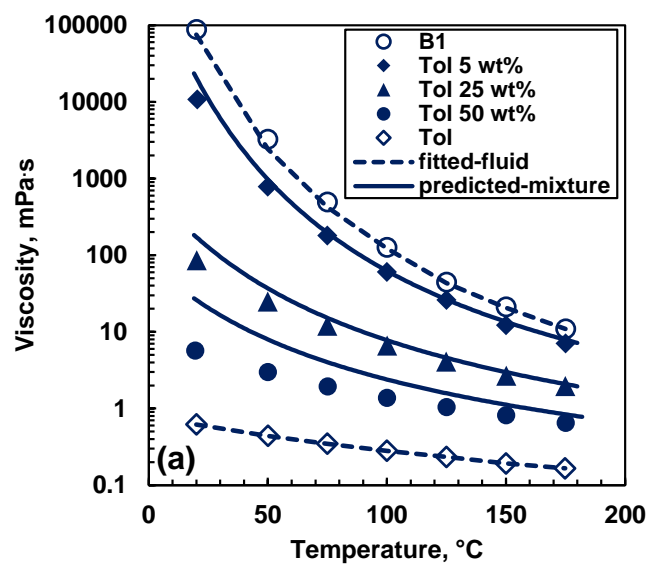 100000
10000
1000
100
10
1
0.1
Viscosity, mPa·s
B1
Tol 5 wt%
Tol 25 wt%
Tol 50 wt%
Tol
fitted-fluid
predicted-mixture
(a)
0 50 100 150 200
Temperature, °C